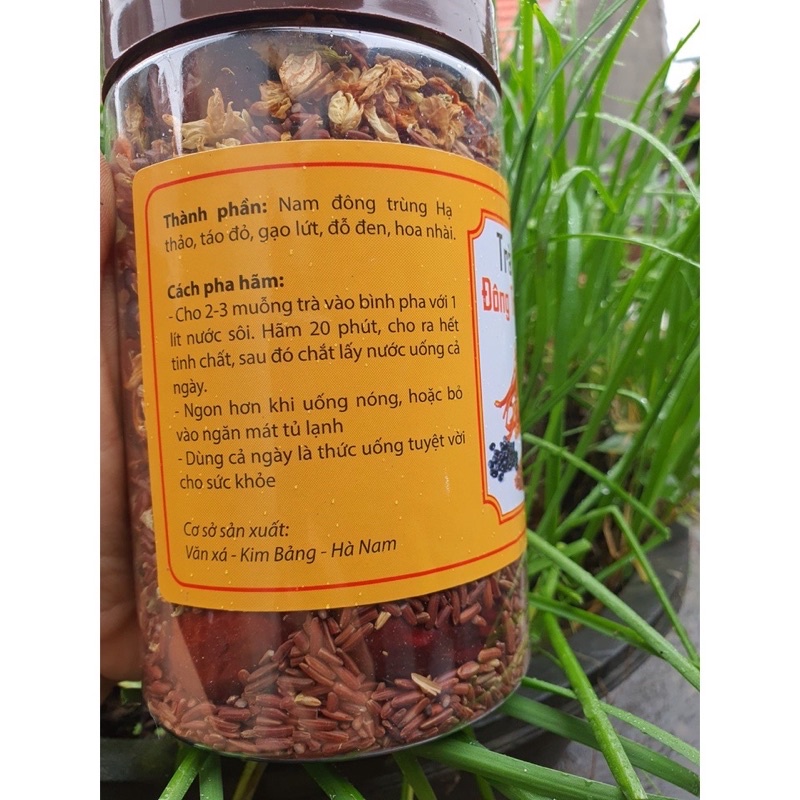 Thành phần: Nam đông trùng Hạ
thảo, táo đỏ, gạo lứt, đỗ đen, hoa nhài.
Cách pha hãm:
- Cho 2-3 muỗng trà vào bình pha với 1
lít nước sôi. Hãm 20 phút, cho ra hết
tinh chất, sau đó chắt lấy nước uống cả
ngày.
- Ngon hơn khi uống nóng, hoặc bỏ
vào ngăn mát tủ lạnh
- Dùng cả ngày là thức uống tuyệt vời
cho sức khỏe
Cơ sở sản xuất:
Văn xá - Kim Bảng - Hà Nam
Đông